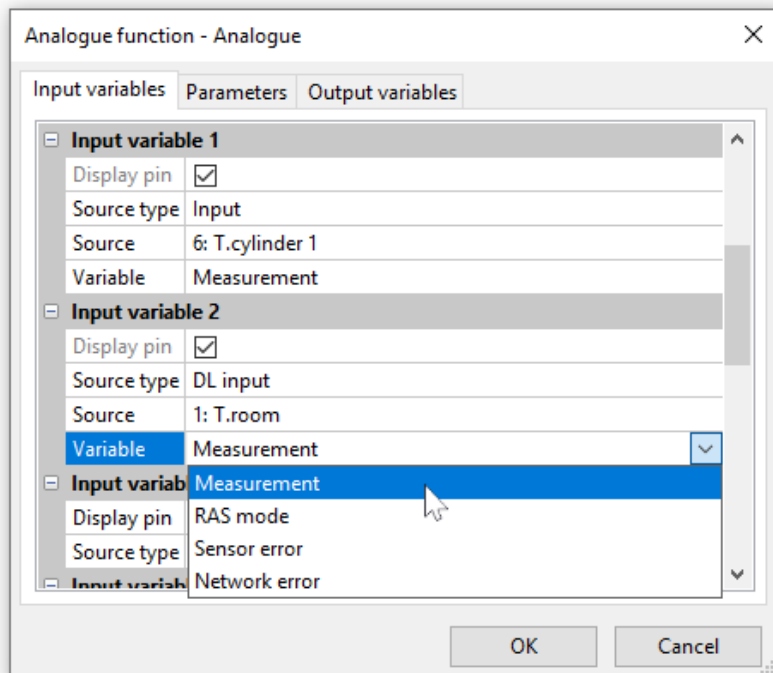 Analogue function - Analogue
Input variables Parameters Output variables
Input variable 1
Display pin
Source type Input
Source 6: T.cylinder 1
Variable Measurement
Input variable 2
Display pin
Source type DL input
Source 1: T.room
Variable Measurement
Input variab Measurement
Display pin RAS mode
Source type Sensor error
Input variab Network error
OK Cancel